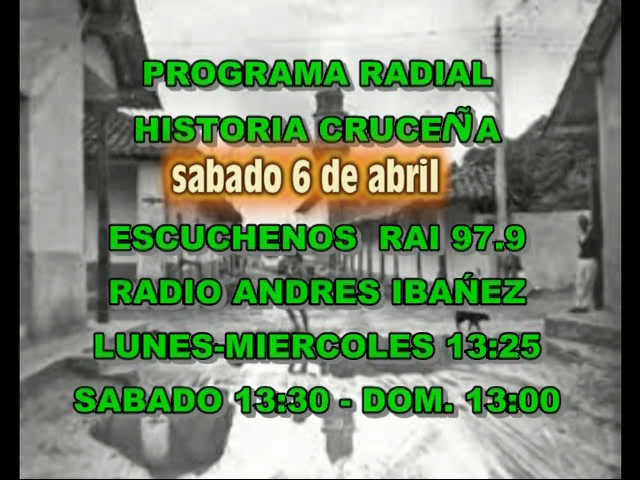 PROGRAMA RADIAL
HISTORIA CRUCEÑA
sabado 6 de abril
ESCUCHENOS RAI 97.9
RADIO ANDRES IBAŃEZ
LUNES-MIERCOLES 13:25
SABADO 13:30 - DOM. 13:00